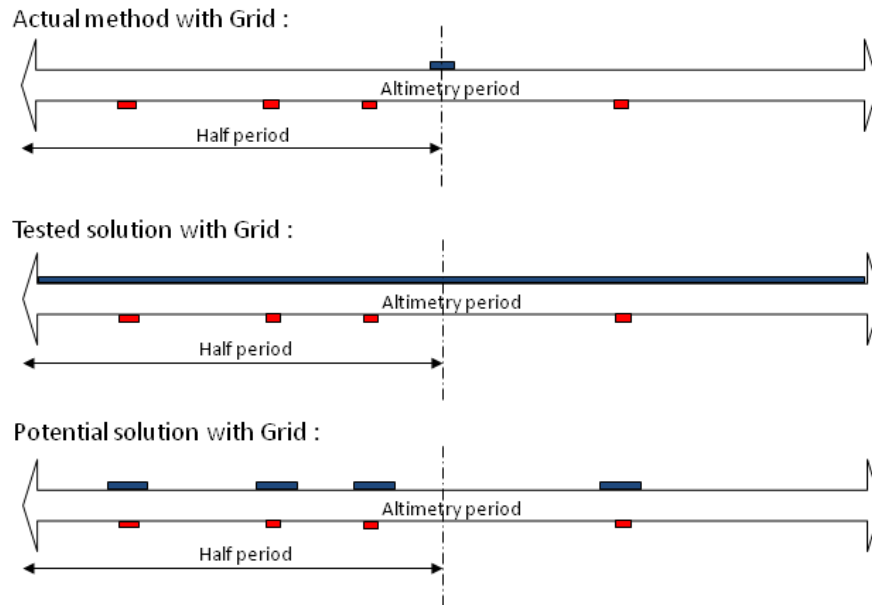 Actual method with Grid :
Altimetry period
Half period
Tested solution with Grid :
Altimetry period
Half period
Potential solution with Grid :
Altimetry period
Half period